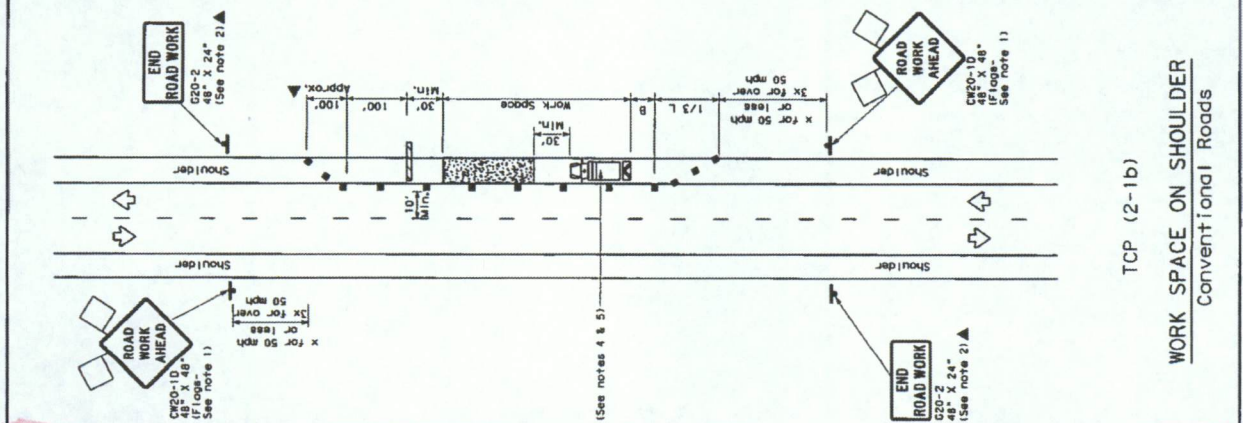 END
ROAD WORK
G20-2
48" X 24"
(See note 2)▲
ROAD
WORK
AHEAD
CW20-1D
48" X 48"
(Flags-
See note 1)
Shoulder
Shoulder
100'
Approx.
100'
30'
Min.
Work Space
30'
Min.
B
1/3 L
x for 50 mph
or less
3x for over
50 mph
10'
Min.
Shoulder
Shoulder
ROAD
WORK
AHEAD
CW20-1D
48" X 48"
(Flags-
See note 1)
x for 50 mph
or less
3x for over
50 mph
(See notes 4 & 5)
END
ROAD WORK
G20-2
48" X 24"
(See note 2)▲
TCP (2-1b)
WORK SPACE ON SHOULDER
Conventional Roads